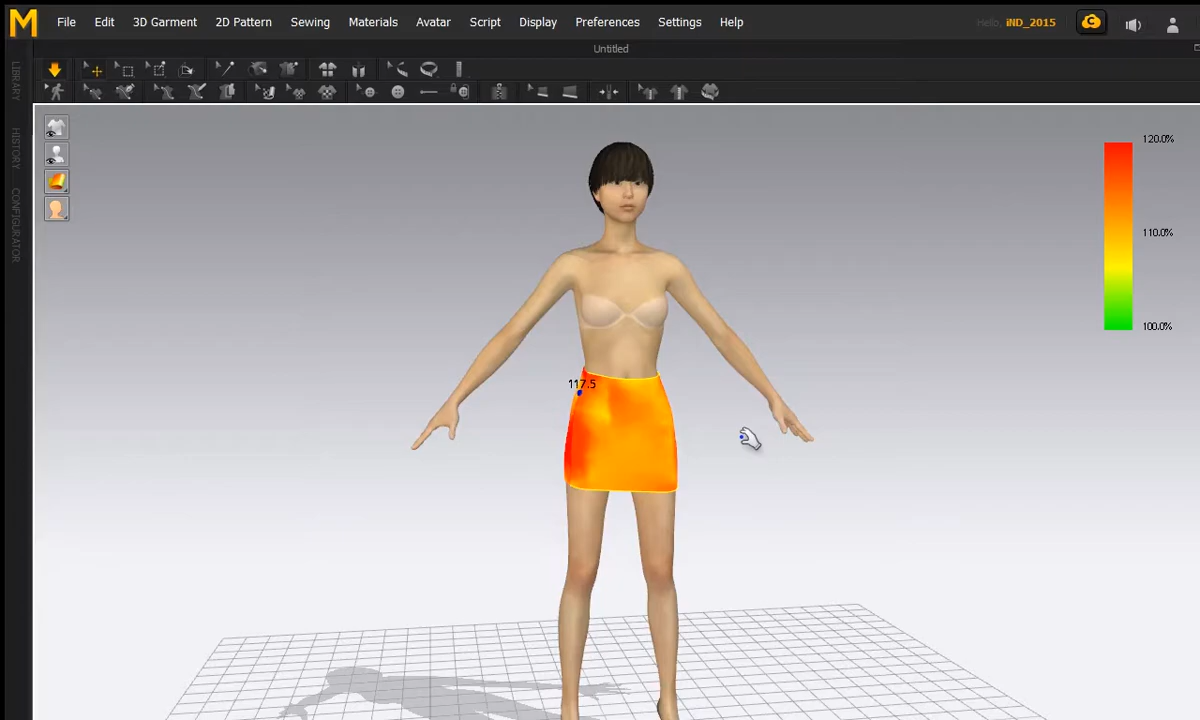 M File Edit 3D Garment 2D Pattern Sewing Materials Avatar Script Display Preferences Settings Help Hello, iND_2015
Untitled
LIBRARY
HISTORY
CONFIGURATOR
120.0%
110.0%
100.0%
117.5